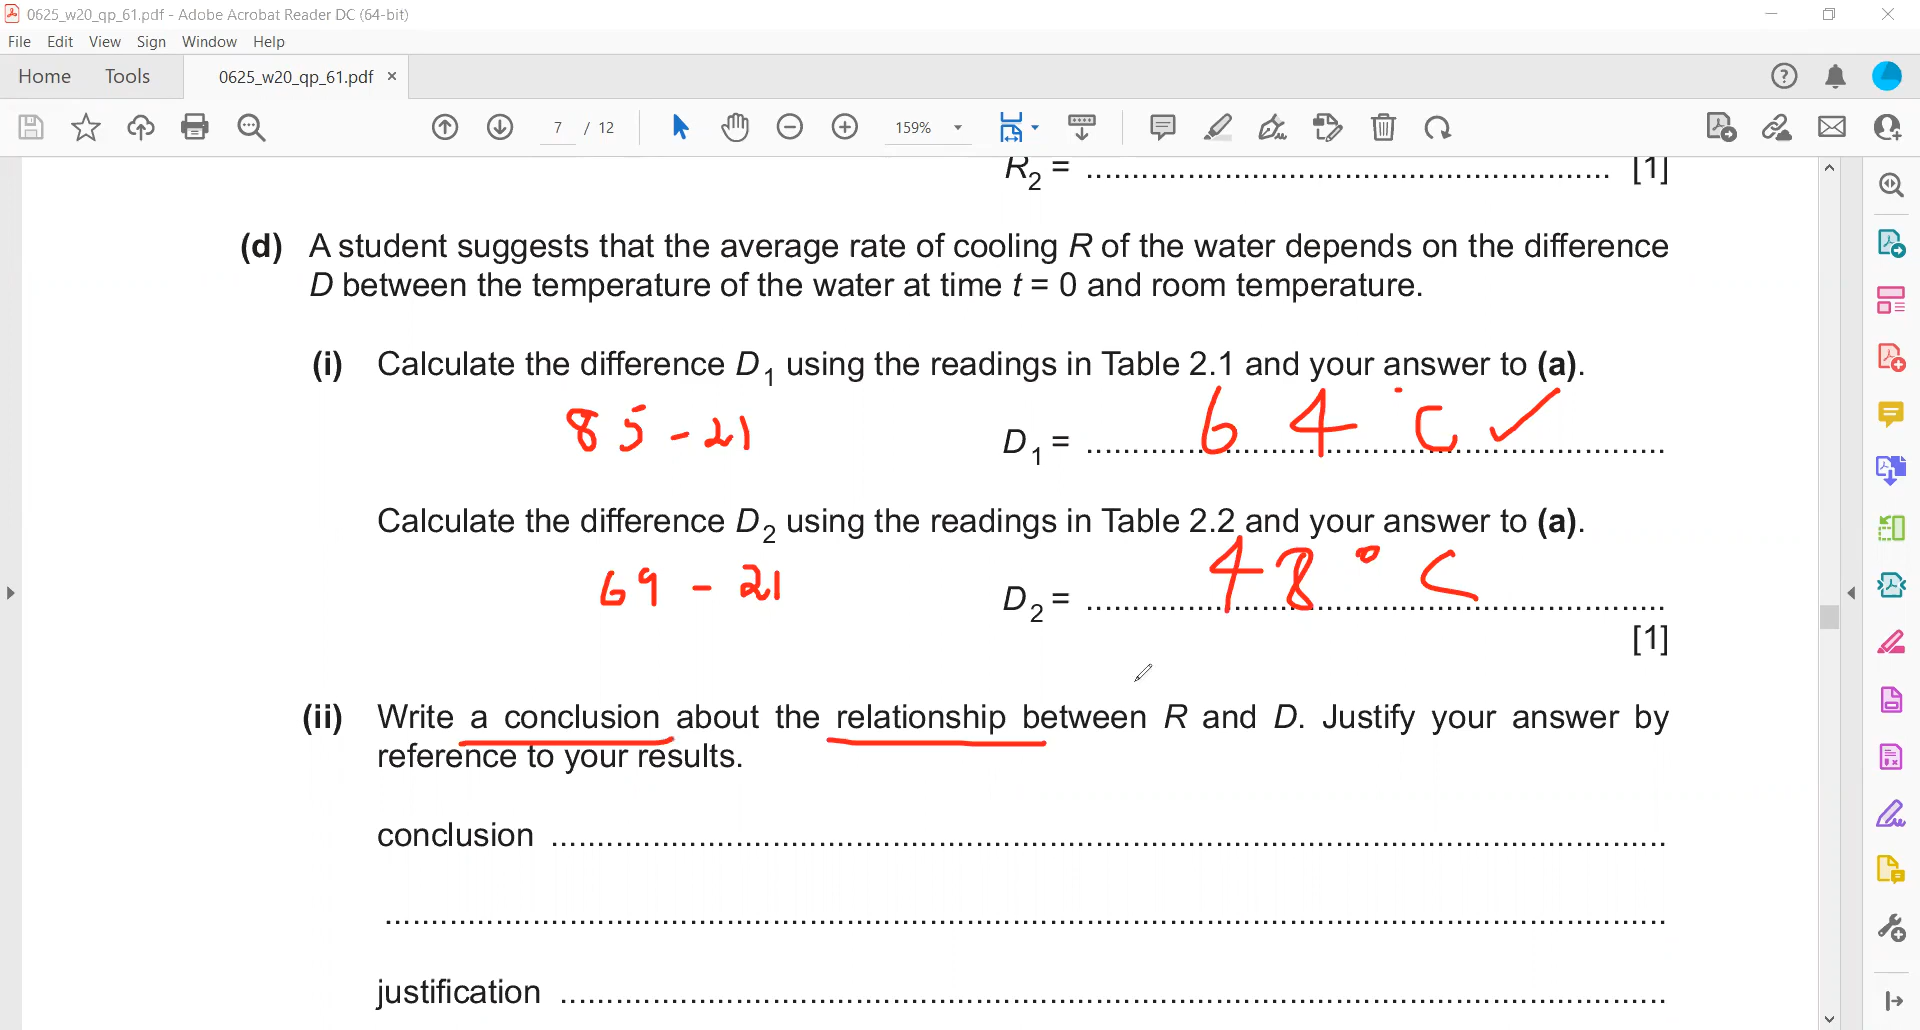 0625_w20_qp_61.pdf - Adobe Acrobat Reader DC (64-bit)
File Edit View Sign Window Help
Home Tools 0625_w20_qp_61.pdf ×
7 / 12 159%
R2 = ........................................................ [1]
(d) A student suggests that the average rate of cooling R of the water depends on the difference
D between the temperature of the water at time t = 0 and room temperature.
(i) Calculate the difference D1 using the readings in Table 2.1 and your answer to (a).
85 - 21 D1 = 64 °C ✓
Calculate the difference D2 using the readings in Table 2.2 and your answer to (a).
69 - 21 D2 = 48 °C
[1]
(ii) Write a conclusion about the relationship between R and D. Justify your answer by
reference to your results.
conclusion ........................................................
........................................................
justification ........................................................